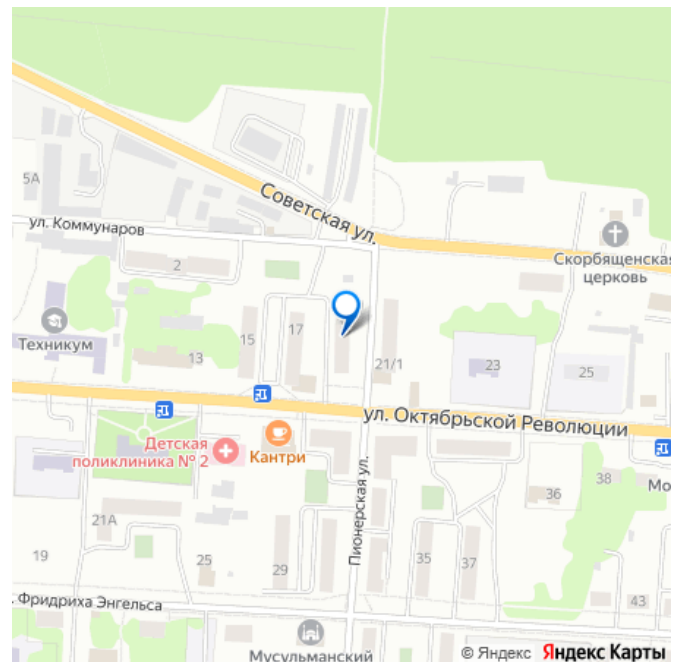 5А
Советская ул.
ул. Коммунаров
Скорбященская
церковь
2
Техникум
15
17
13
21/1
23
25
ул. Октябрьской Революции
Детская
поликлиника № 2
Кантри
Пионерская ул.
38
Мо
36
21А
19
25
29
35
37
43
. Фридриха Энгельса
Мусульманский
© Яндекс Яндекс Карты